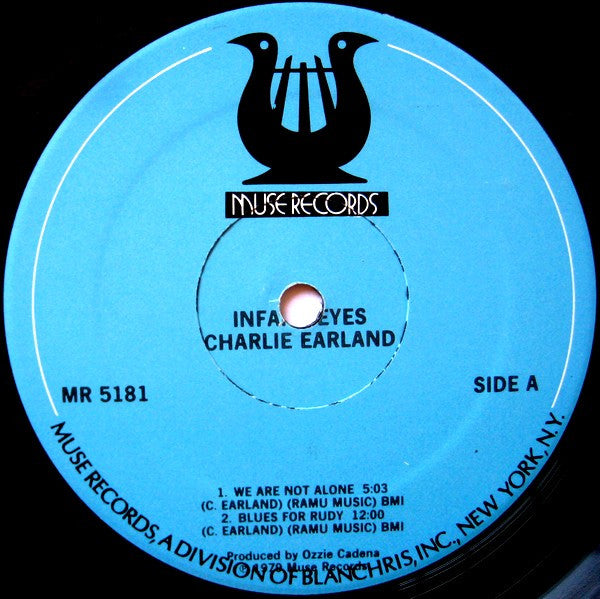 MUSE RECORDS
EYES
CHARLIE EARLAND
MR 5181
SIDE A
1. WE ARE NOT ALONE 5:03
(C. EARLAND) (RAMU MUSIC) BMI
2. BLUES FOR RUDY 12:00
(C. EARLAND) (RAMU MUSIC) BMI
Produced by Ozzie Cadena
℗ 1979 Muse Records
MUSE RECORDS, A DIVISION OF BLANCHRIS, INC., NEW YORK, N.Y.